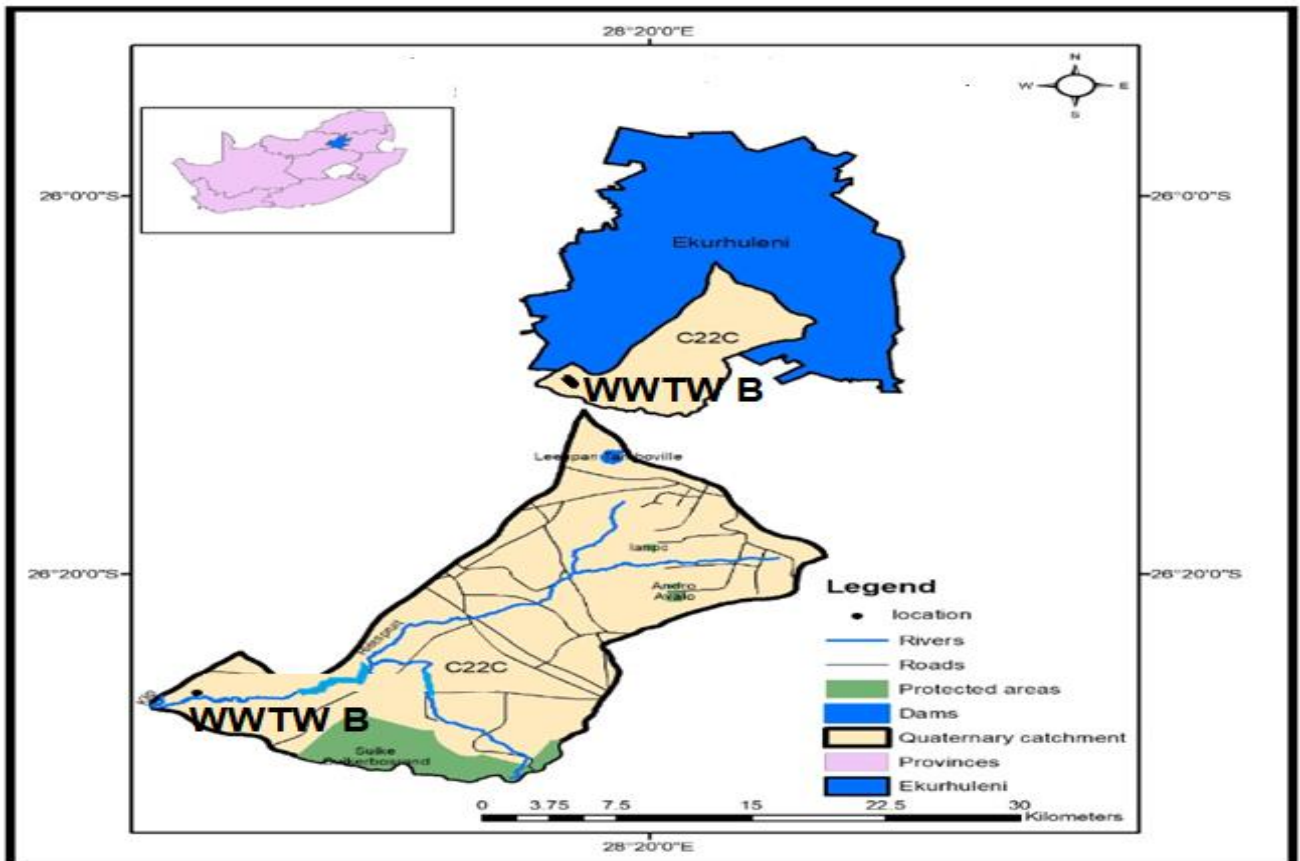 28°20'0"E
N
W E
S
26°0'0"S
26°0'0"S
Ekurhuleni
C22C
WWTW B
26°20'0"S
26°20'0"S
Andro
C22C
WWTW B
Suike
Legend
location
Rivers
Roads
Protected areas
Dams
Quaternary catchment
Provinces
Ekurhuleni
0 3.75 7.5 15 22.5 30
Kilometers
28°20'0"E